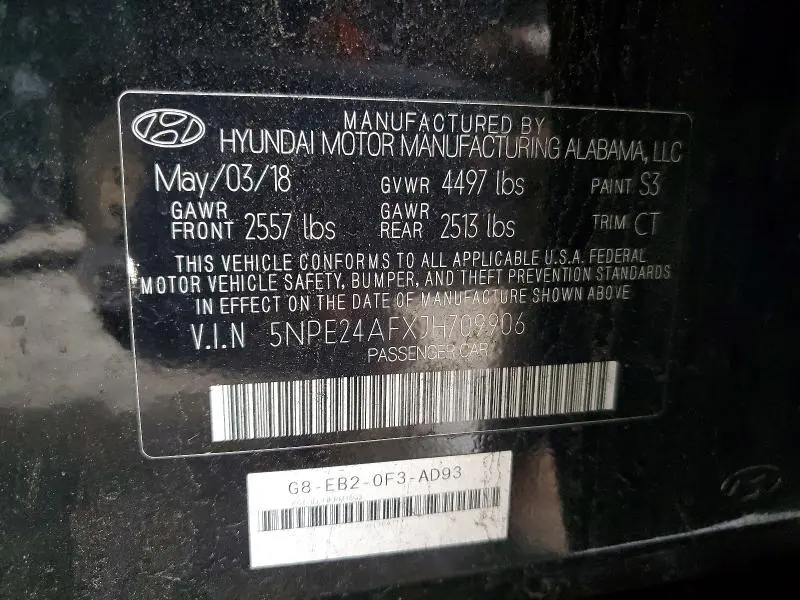 MANUFACTURED BY
HYUNDAI MOTOR MANUFACTURING ALABAMA, LLC
May/03/18 GVWR 4497 lbs PAINT S3
GAWR FRONT 2557 lbs GAWR REAR 2513 lbs TRIM CT
THIS VEHICLE CONFORMS TO ALL APPLICABLE U.S.A. FEDERAL
MOTOR VEHICLE SAFETY, BUMPER, AND THEFT PREVENTION STANDARDS
IN EFFECT ON THE DATE OF MANUFACTURE SHOWN ABOVE.
V.I.N 5NPE24AFXJH709906
PASSENGER CAR
G8-EB2-0F3-AD93